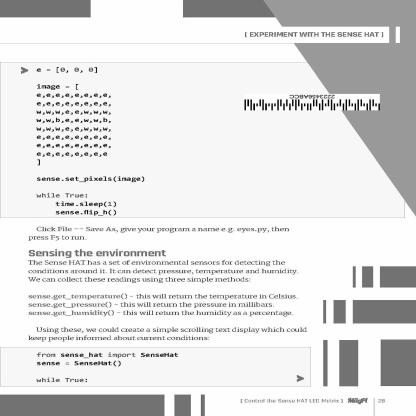 [ EXPERIMENT WITH THE SENSE HAT ]
e = [0, 0, 0]
image = [
e,e,e,e,e,e,e,e,
e,e,e,e,e,e,e,e,
w,w,w,e,e,w,w,w,
w,w,b,e,e,w,w,b,
w,w,w,e,e,w,w,w,
e,e,e,e,e,e,e,e,
e,e,e,e,e,e,e,e,
e,e,e,e,e,e,e,e
]
sense.set_pixels(image)
while True:
time.sleep(1)
sense.flip_h()
Click File -- Save As, give your program a name e.g. eyes.py, then
press F5 to run.
Sensing the environment
The Sense HAT has a set of environmental sensors for detecting the
conditions around it. It can detect pressure, temperature and humidity.
We can collect these readings using three simple methods:
sense.get_temperature() – this will return the temperature in Celsius.
sense.get_pressure() – this will return the pressure in millibars.
sense.get_humidity() – this will return the humidity as a percentage.
Using these, we could create a simple scrolling text display which could
keep people informed about current conditions:
from sense_hat import SenseHat
sense = SenseHat()
while True:
[ Control the Sense HAT LED Matrix ] MagPi 28